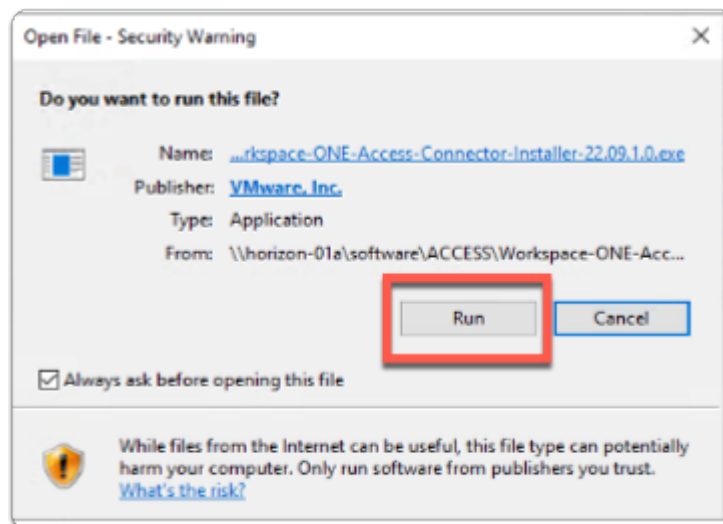 Open File - Security Warning
Do you want to run this file?
Name: ...rkspace-ONE-Access-Connector-Installer-22.09.1.0.exe
Publisher: VMware, Inc.
Type: Application
From: \\horizon-01a\software\ACCESS\Workspace-ONE-Acc...
Run Cancel
Always ask before opening this file
While files from the Internet can be useful, this file type can potentially
harm your computer. Only run software from publishers you trust.
What's the risk?